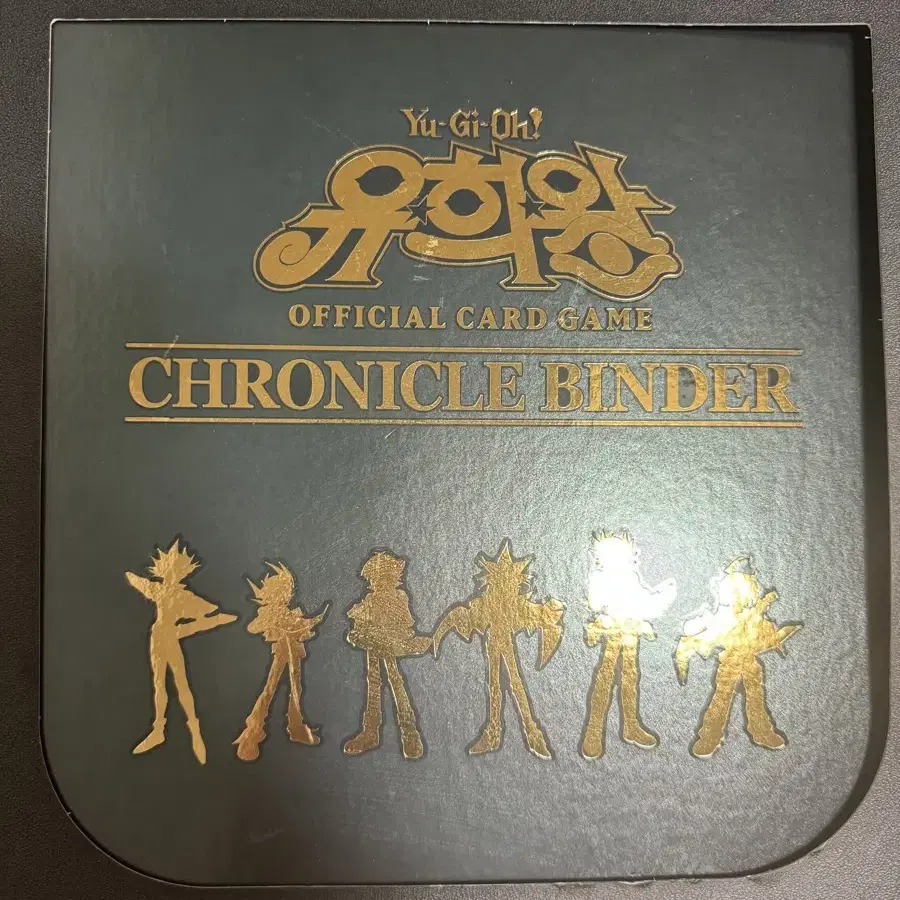 Yu-Gi-Oh!
유희왕
OFFICIAL CARD GAME
CHRONICLE BINDER